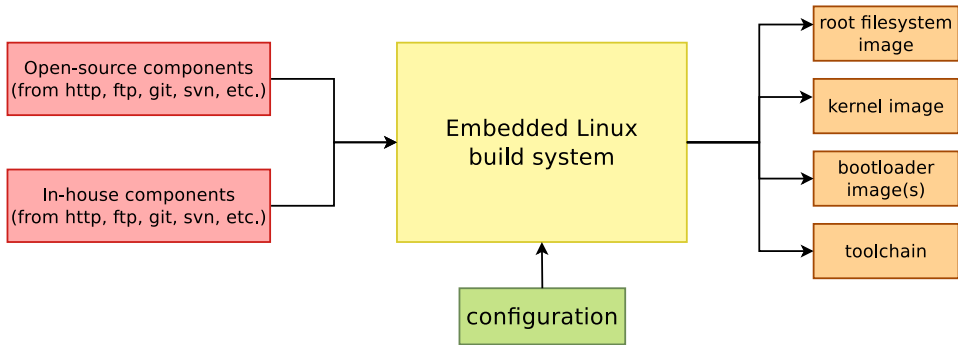 Open-source components
(from http, ftp, git, svn, etc.)
In-house components
(from http, ftp, git, svn, etc.)
Embedded Linux
build system
configuration
root filesystem
image
kernel image
bootloader
image(s)
toolchain